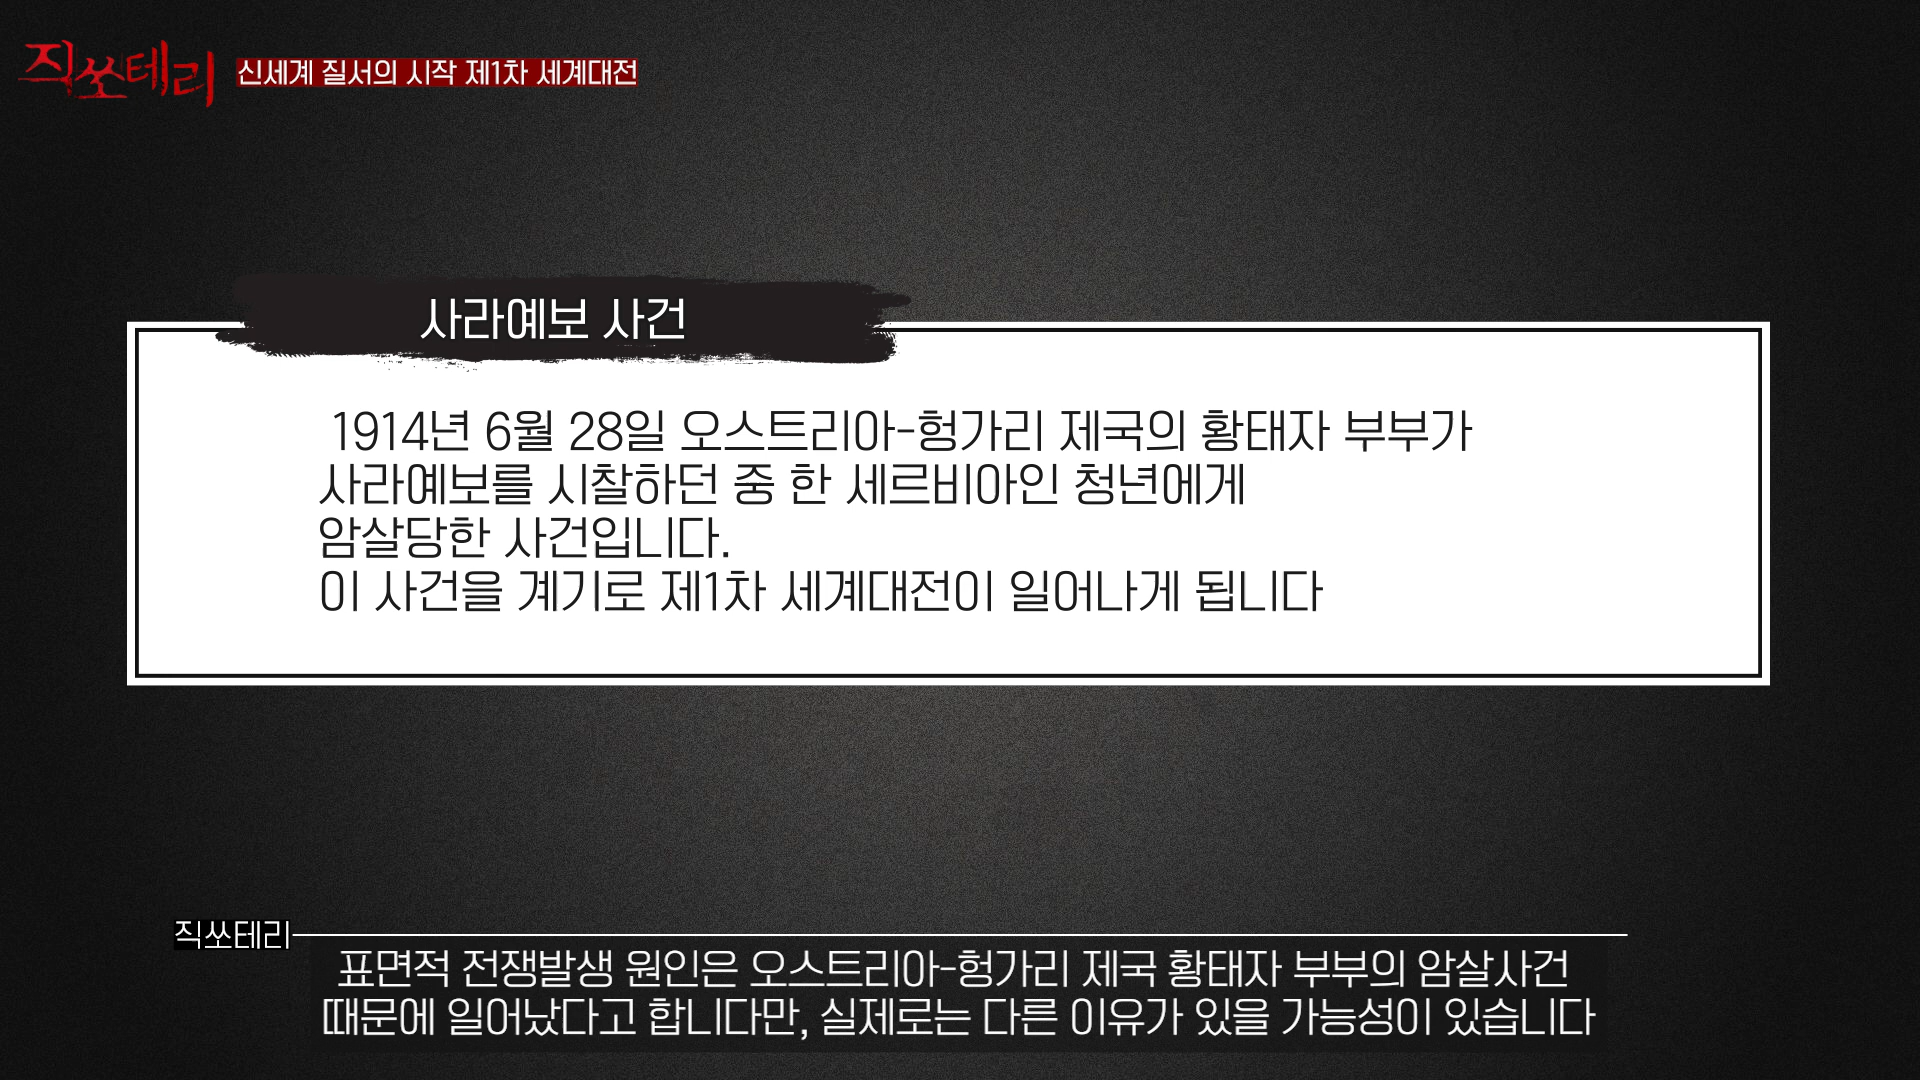 직쏘테리
신세계 질서의 시작 제1차 세계대전
사라예보 사건
1914년 6월 28일 오스트리아-헝가리 제국의 황태자 부부가
사라예보를 시찰하던 중 한 세르비아인 청년에게
암살당한 사건입니다.
이 사건을 계기로 제1차 세계대전이 일어나게 됩니다
직쏘테리
표면적 전쟁발생 원인은 오스트리아-헝가리 제국 황태자 부부의 암살사건
때문에 일어났다고 합니다만, 실제로는 다른 이유가 있을 가능성이 있습니다